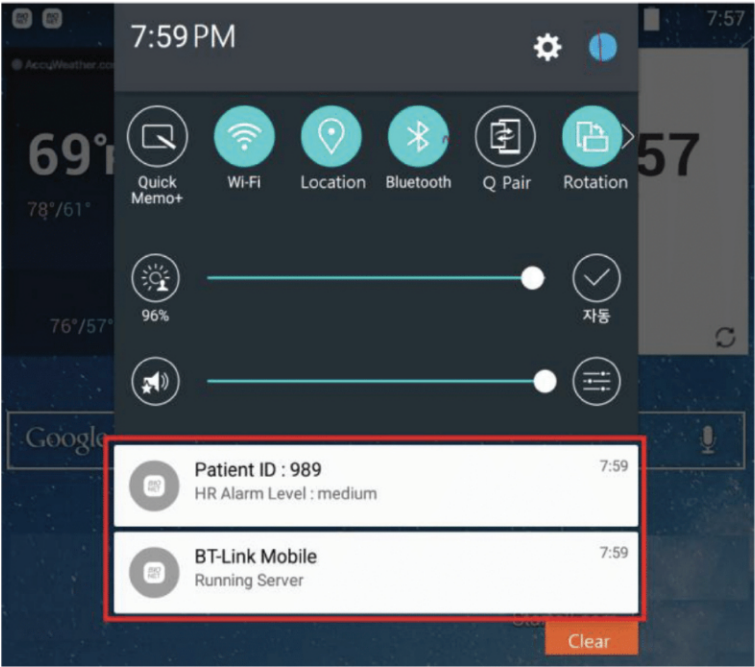 7:57
7:59 PM
AccuWeather.co
69°
57
78°/61°
76°/57°
Quick
Memo+
Wi-Fi
Location
Bluetooth
Q Pair
Rotation
96%
자동
Google
Patient ID : 989
7:59
HR Alarm Level : medium
BT-Link Mobile
7:59
Running Server
Clear